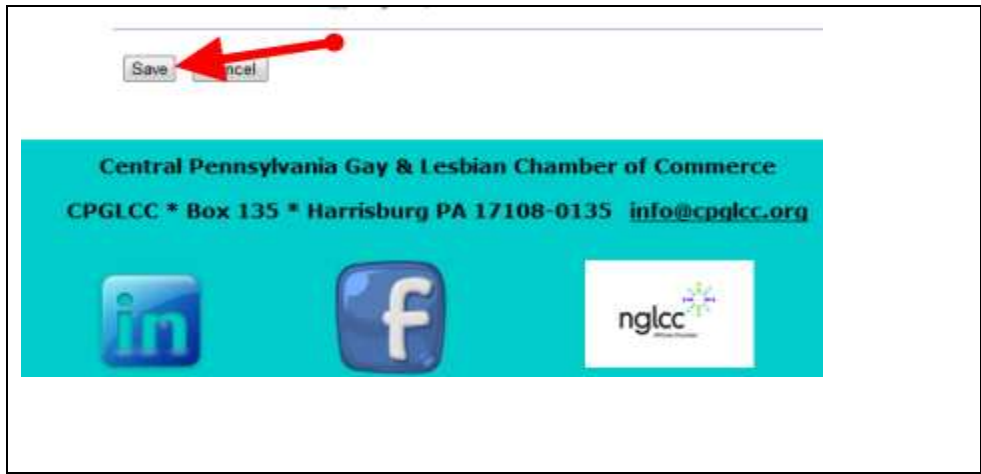 Save
Central Pennsylvania Gay & Lesbian Chamber of Commerce
CPGLCC * Box 135 * Harrisburg PA 17108-0135 info@cpglcc.org
in
f
nglcc